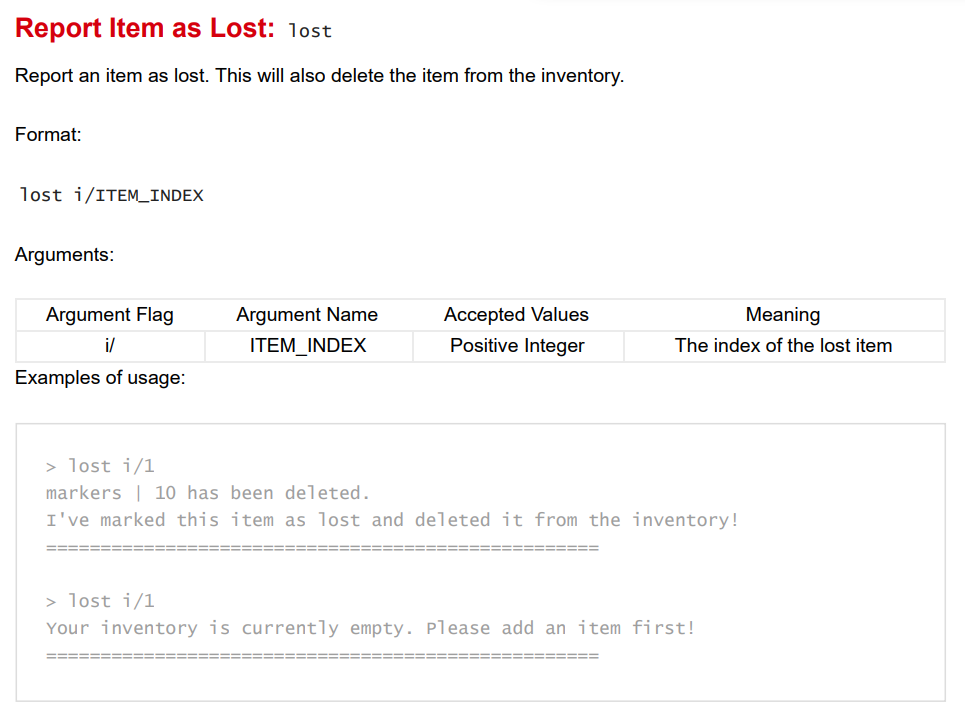 Report Item as Lost: lost
Report an item as lost. This will also delete the item from the inventory.
Format:
lost i/ITEM_INDEX
Arguments:
Argument Flag Argument Name Accepted Values Meaning
i/ ITEM_INDEX Positive Integer The index of the lost item
Examples of usage:
> lost i/1
markers | 10 has been deleted.
I've marked this item as lost and deleted it from the inventory!
===================================================
> lost i/1
Your inventory is currently empty. Please add an item first!
===================================================